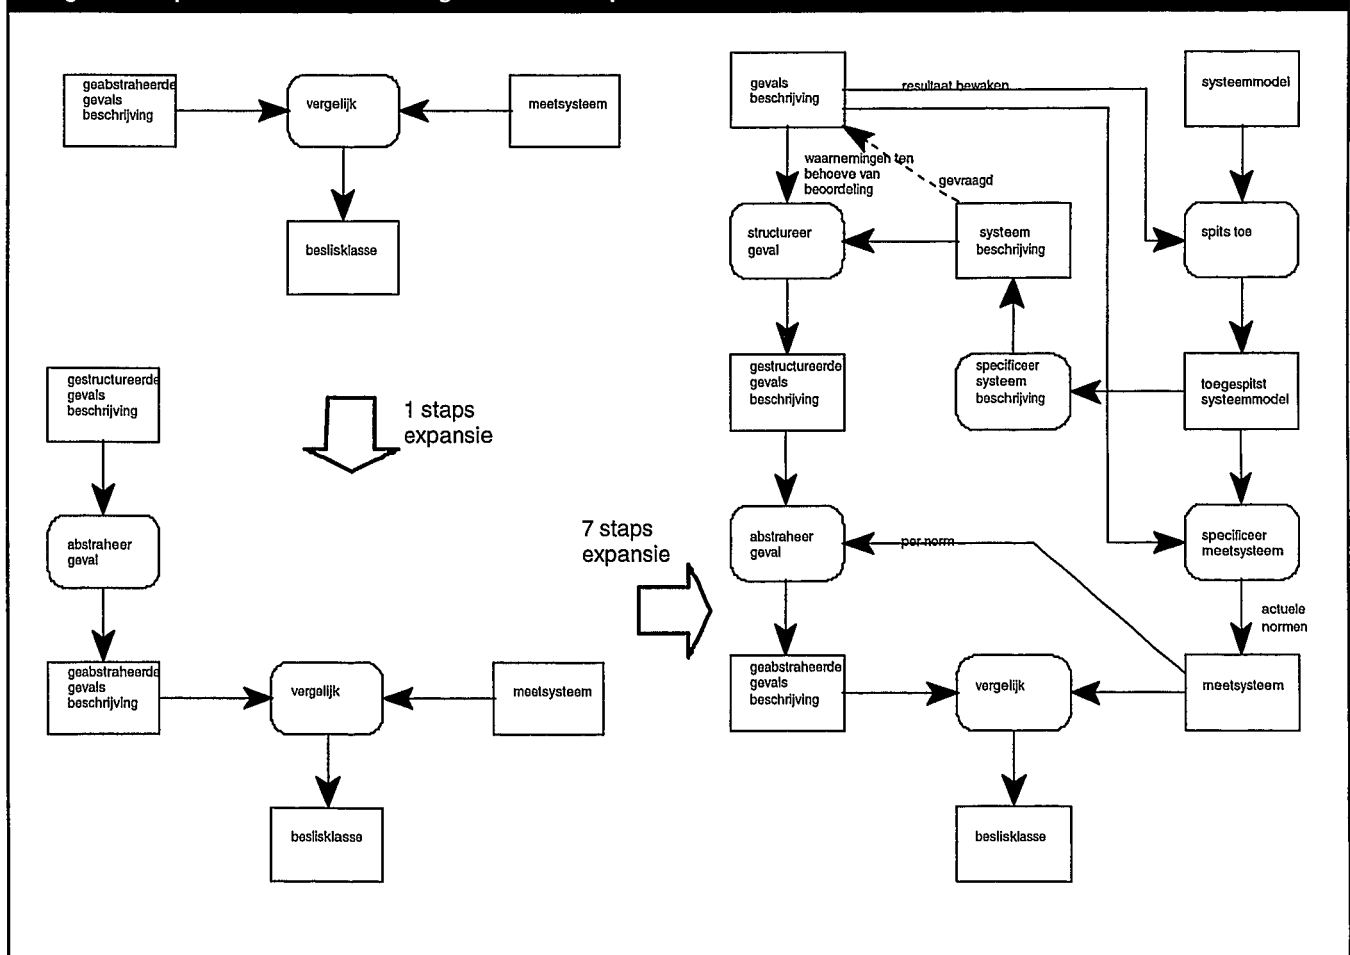 geabstraheerde
gevals
beschrijving
vergelijk
meetsysteem
beslisklasse
1 staps
expansie
gestructureerde
gevals
beschrijving
abstraheer
geval
geabstraheerde
gevals
beschrijving
vergelijk
meetsysteem
beslisklasse
7 staps
expansie
gevals
beschrijving
resultaat bewaken
systeemmodel
waarnemingen ten
behoeve van
beoordeling
gevraagd
structureer
geval
systeem
beschrijving
spits toe
gestructureerde
gevals
beschrijving
specificeer
systeem
beschrijving
toegespitst
systeemmodel
abstraheer
geval
per norm
specificeer
meetsysteem
actuele
normen
geabstraheerde
gevals
beschrijving
vergelijk
meetsysteem
beslisklasse